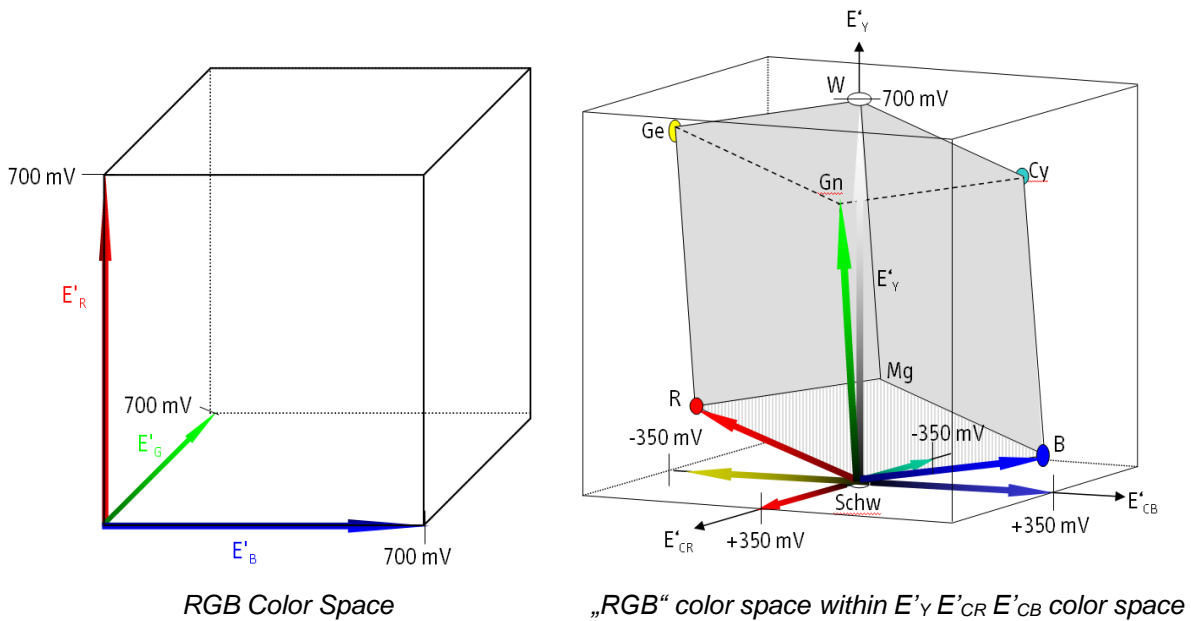 700 mV
E'R
700 mV
E'G
E'B
700 mV
RGB Color Space
E‘Y
W
700 mV
Ge
Gn
Cy
E‘Y
Mg
R
-350 mV
-350 mV
B
Schw
E‘CB
+350 mV
E‘CR
+350 mV
„RGB“ color space within E’Y E’CR E’CB color space